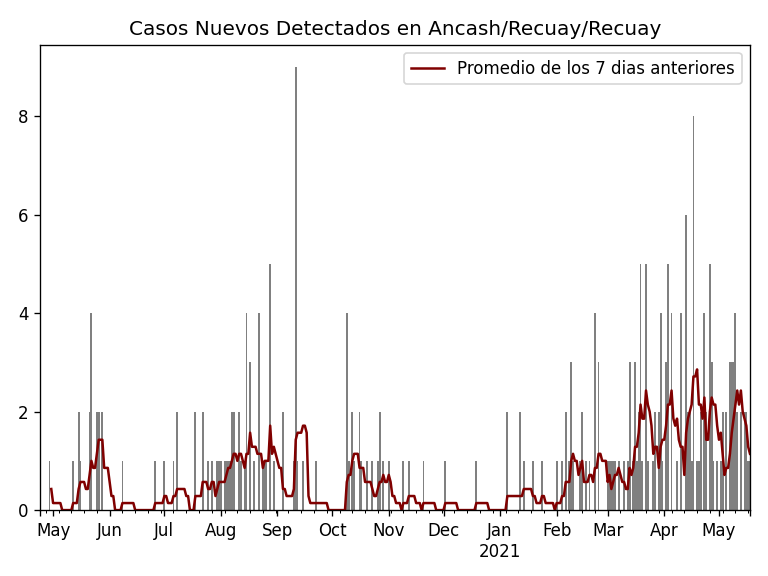 Casos Nuevos Detectados en Ancash/Recuay/Recuay
Promedio de los 7 dias anteriores
8
6
4
2
0
May Jun Jul Aug Sep Oct Nov Dec Jan Feb Mar Apr May
2021